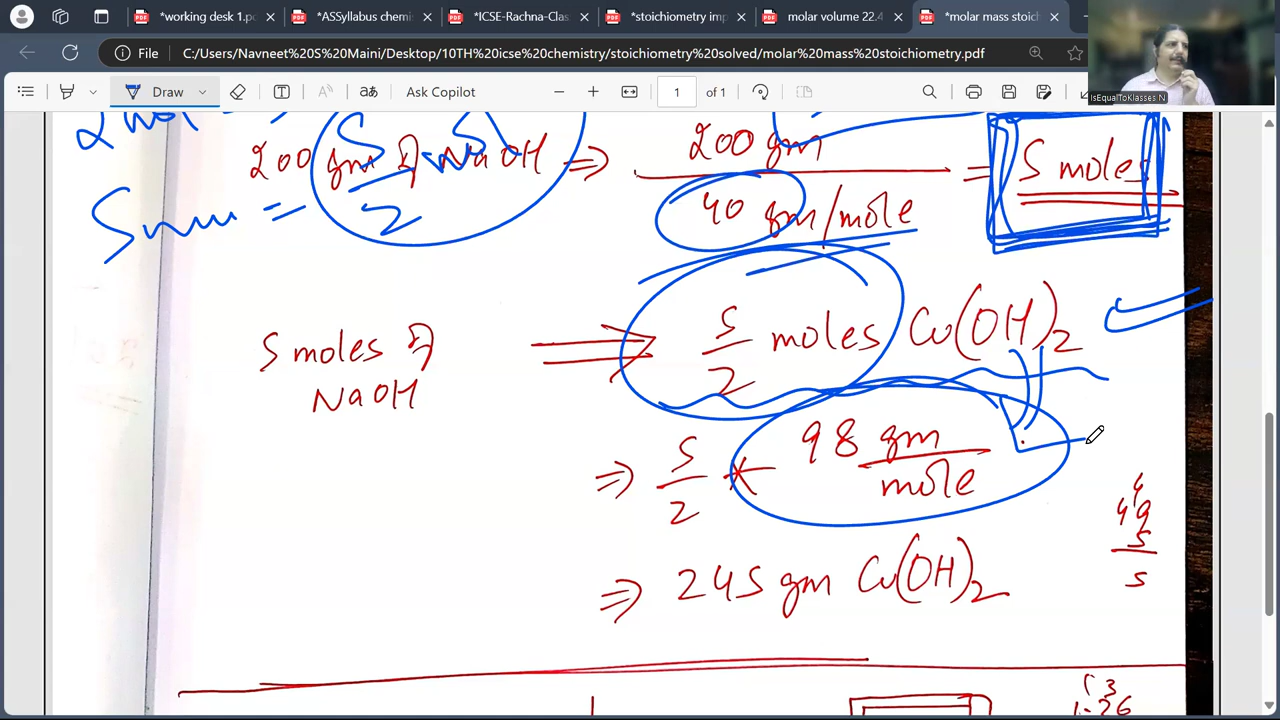 *working desk 1.p
*ASSyllabus chemi
*ICSE-Rachna-Clas
*stoichiometry imp
molar volume 22.4
*molar mass stoich
File
C:/Users/Navneet%20S%20Maini/Desktop/10TH%20icse%20chemistry/stoichiometry%20solved/molar%20mass%20stoichiometry.pdf
Draw
Ask Copilot
1 of 1
IsEqualToKlasses N
200 gm of NaOH ⇒ 200 gm / 40 gm/mole = 5 moles
5 moles of NaOH ⇒ 5/2 moles Cu(OH)2
⇒ 5/2 * 98 gm/mole
49
5
5
⇒ 245 gm Cu(OH)2